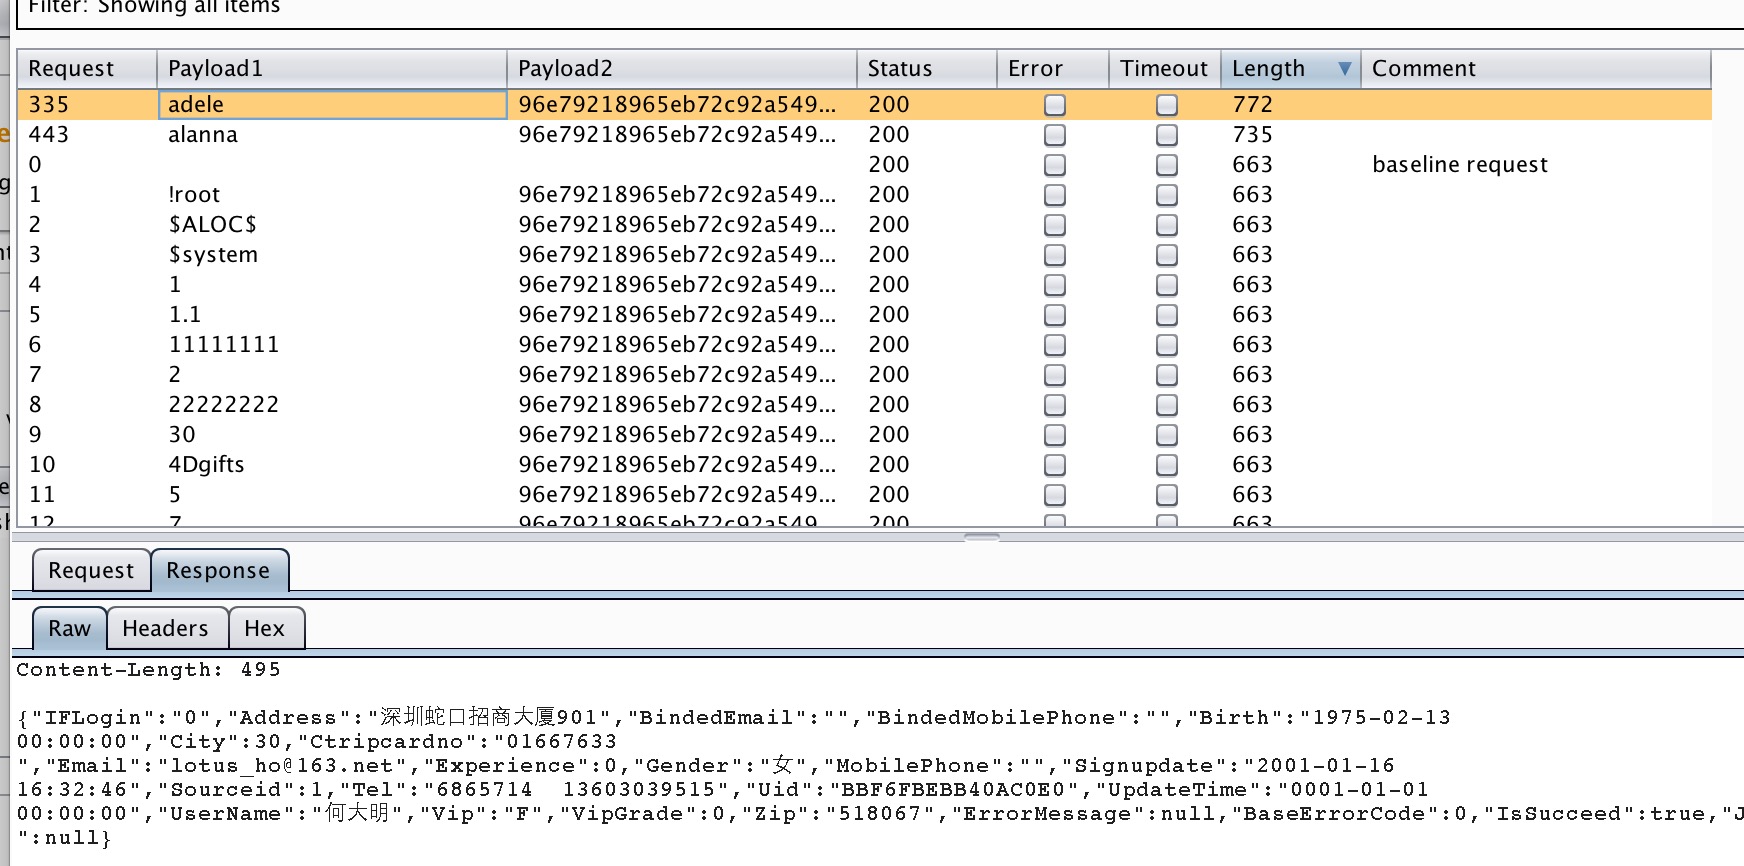 Filter: Showing all items
Request Payload1 Payload2 Status Error Timeout Length Comment
335 adele 96e79218965eb72c92a549... 200 772
443 alanna 96e79218965eb72c92a549... 200 735
0 200 663 baseline request
1 !root 96e79218965eb72c92a549... 200 663
2 $ALOC$ 96e79218965eb72c92a549... 200 663
3 $system 96e79218965eb72c92a549... 200 663
4 1 96e79218965eb72c92a549... 200 663
5 1.1 96e79218965eb72c92a549... 200 663
6 11111111 96e79218965eb72c92a549... 200 663
7 2 96e79218965eb72c92a549... 200 663
8 22222222 96e79218965eb72c92a549... 200 663
9 30 96e79218965eb72c92a549... 200 663
10 4Dgifts 96e79218965eb72c92a549... 200 663
11 5 96e79218965eb72c92a549... 200 663
12 7 96e79218965eb72c92a549... 200 663
Request Response
Raw Headers Hex
Content-Length: 495
{"IFLogin":"0","Address":"深圳蛇口招商大厦901","BindedEmail":"","BindedMobilePhone":"","Birth":"1975-02-13
00:00:00","City":30,"Ctripcardno":"01667633
","Email":"lotus_ho@163.net","Experience":0,"Gender":"女","MobilePhone":"","Signupdate":"2001-01-16
16:32:46","Sourceid":1,"Tel":"6865714  13603039515","Uid":"BBF6FBEBB40AC0E0","UpdateTime":"0001-01-01
00:00:00","UserName":"何大明","Vip":"F","VipGrade":0,"Zip":"518067","ErrorMessage":null,"BaseErrorCode":0,"IsSucceed":true,"J
":null}